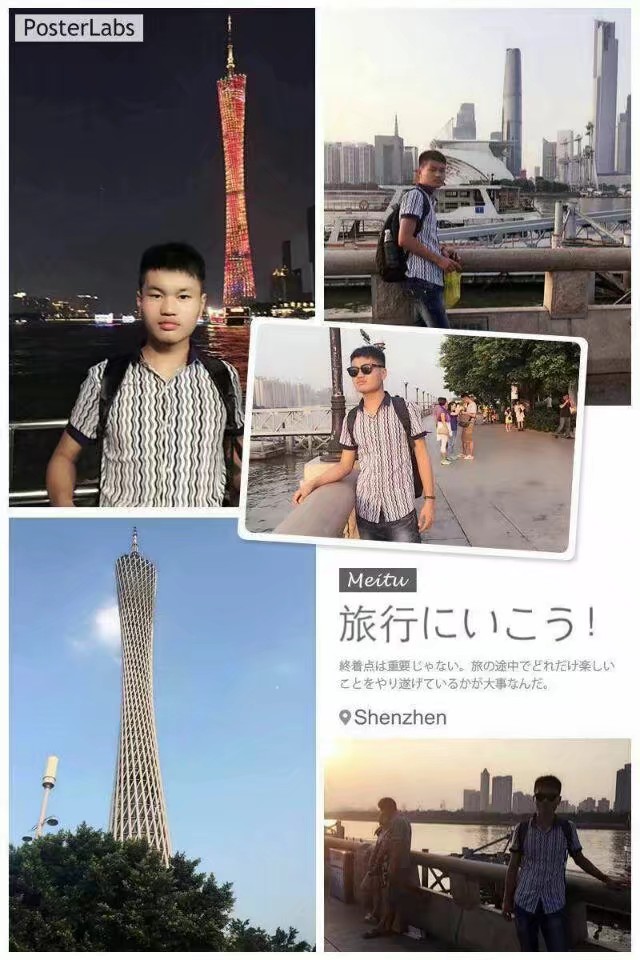 PosterLabs
Meitu
旅行にいこう!
終着点は重要じゃない。旅の途中でどれだけ楽しい
ことをやり遂げているかが大事なんだ。
Shenzhen